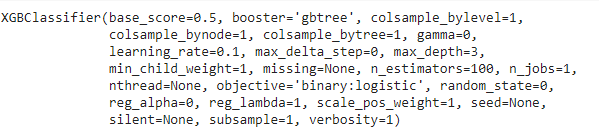 XGBClassifier(base_score=0.5, booster='gbtree', colsample_bylevel=1,
colsample_bynode=1, colsample_bytree=1, gamma=0,
learning_rate=0.1, max_delta_step=0, max_depth=3,
min_child_weight=1, missing=None, n_estimators=100, n_jobs=1,
nthread=None, objective='binary:logistic', random_state=0,
reg_alpha=0, reg_lambda=1, scale_pos_weight=1, seed=None,
silent=None, subsample=1, verbosity=1)